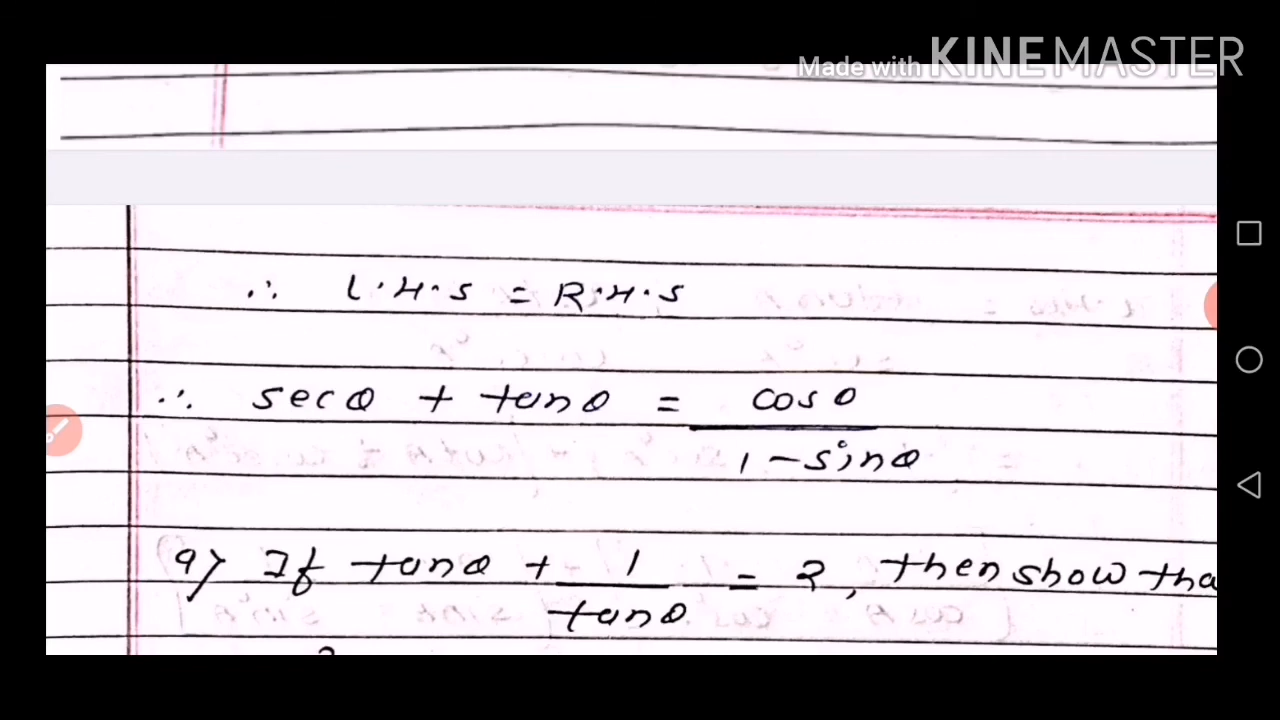 Made with KINEMASTER
∴ L.H.S = R.H.S
∴ secθ + tanθ = cosθ
1-sinθ
9) If tanθ + 1 = 2, then show tha
tanθ